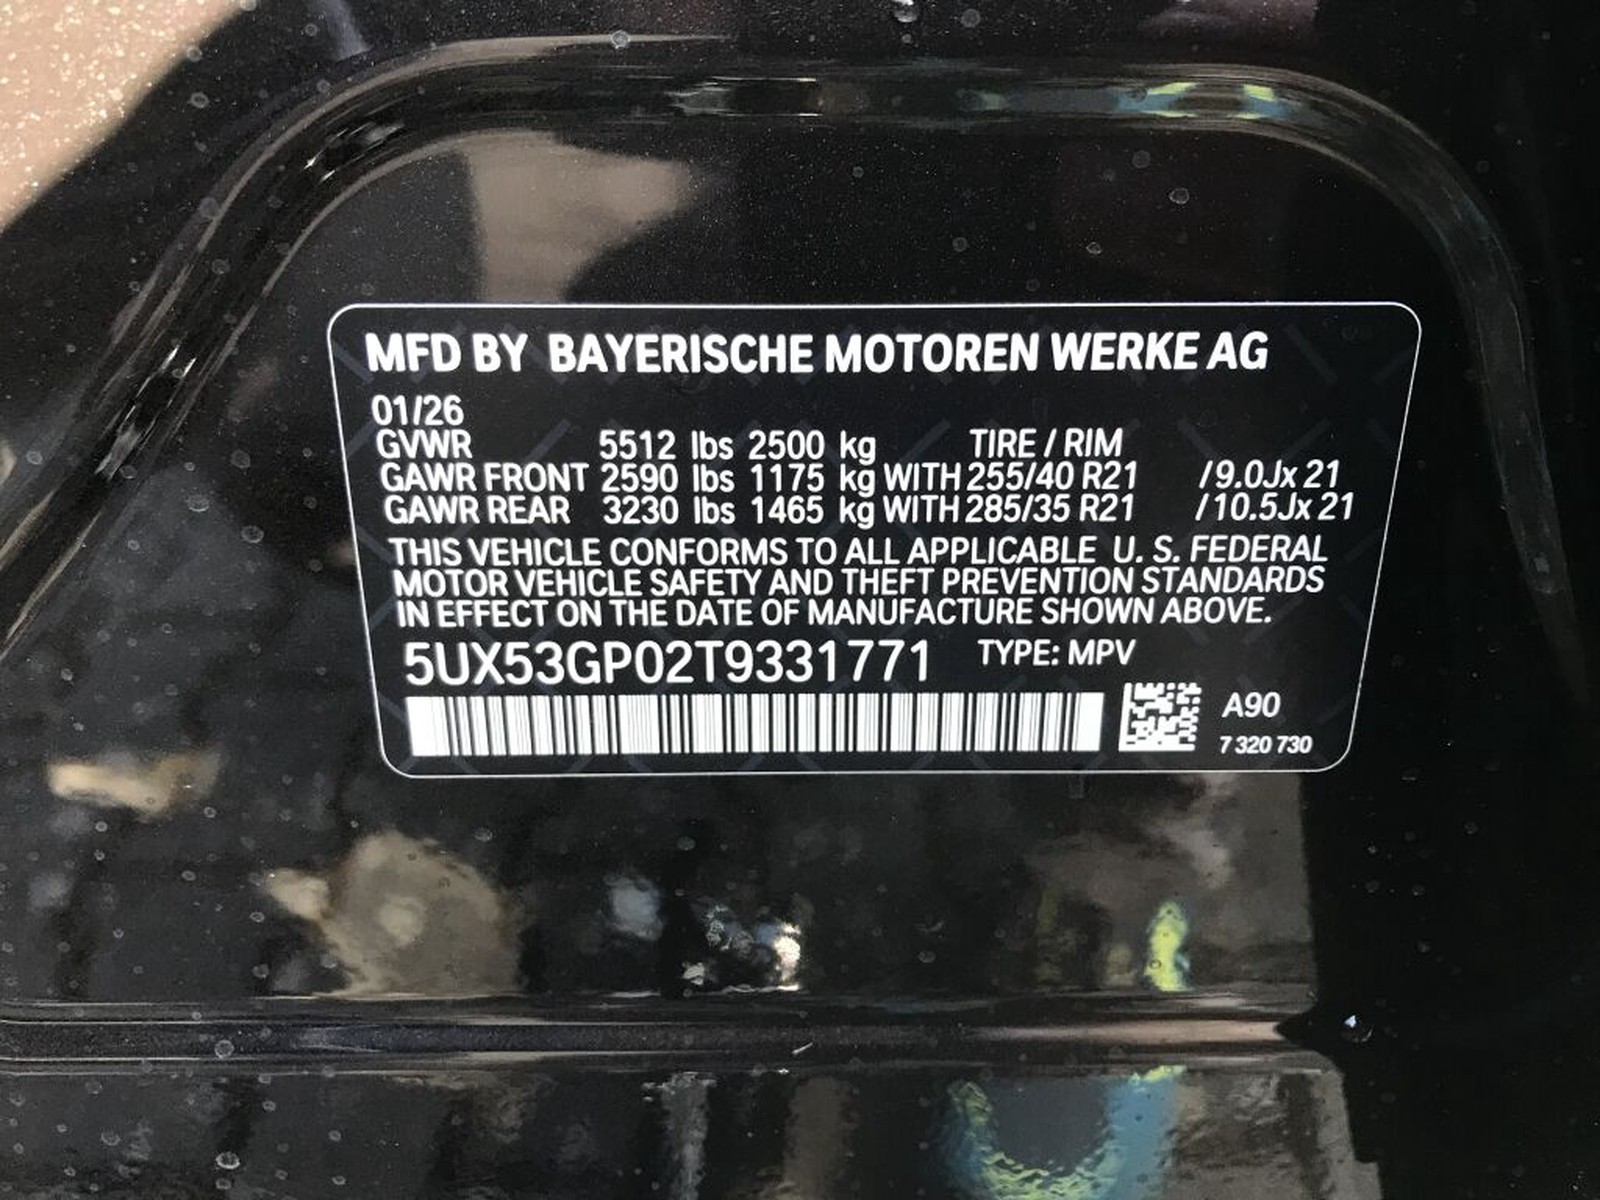 MFD BY BAYERISCHE MOTOREN WERKE AG
01/26
GVWR 5512 lbs 2500 kg TIRE / RIM
GAWR FRONT 2590 lbs 1175 kg WITH 255/40 R21 /9.0Jx 21
GAWR REAR 3230 lbs 1465 kg WITH 285/35 R21 /10.5Jx 21
THIS VEHICLE CONFORMS TO ALL APPLICABLE U. S. FEDERAL
MOTOR VEHICLE SAFETY AND THEFT PREVENTION STANDARDS
IN EFFECT ON THE DATE OF MANUFACTURE SHOWN ABOVE.
5UX53GP02T9331771 TYPE: MPV
A90
7 320 730